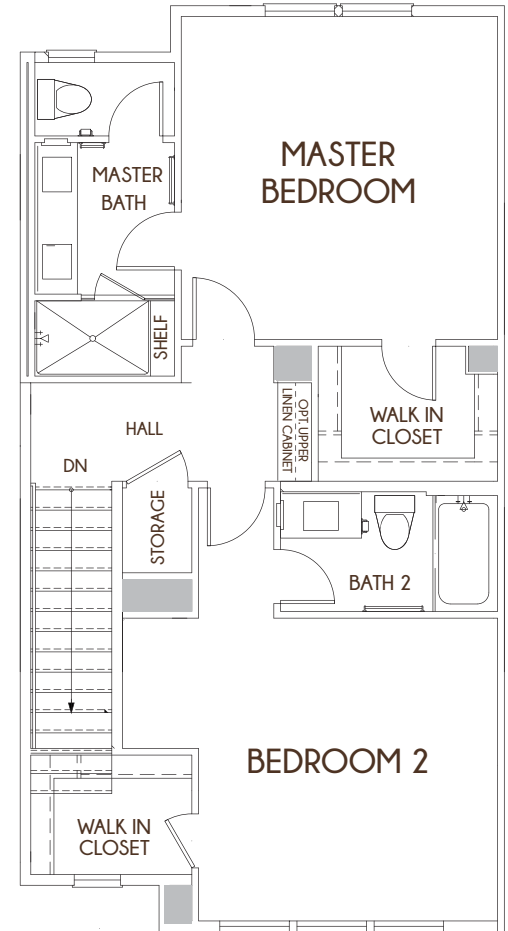 MASTER
BEDROOM
MASTER
BATH
SHELF
HALL
OPT.UPPER
LINEN CABINET
WALK IN
CLOSET
DN
STORAGE
BATH 2
BEDROOM 2
WALK IN
CLOSET